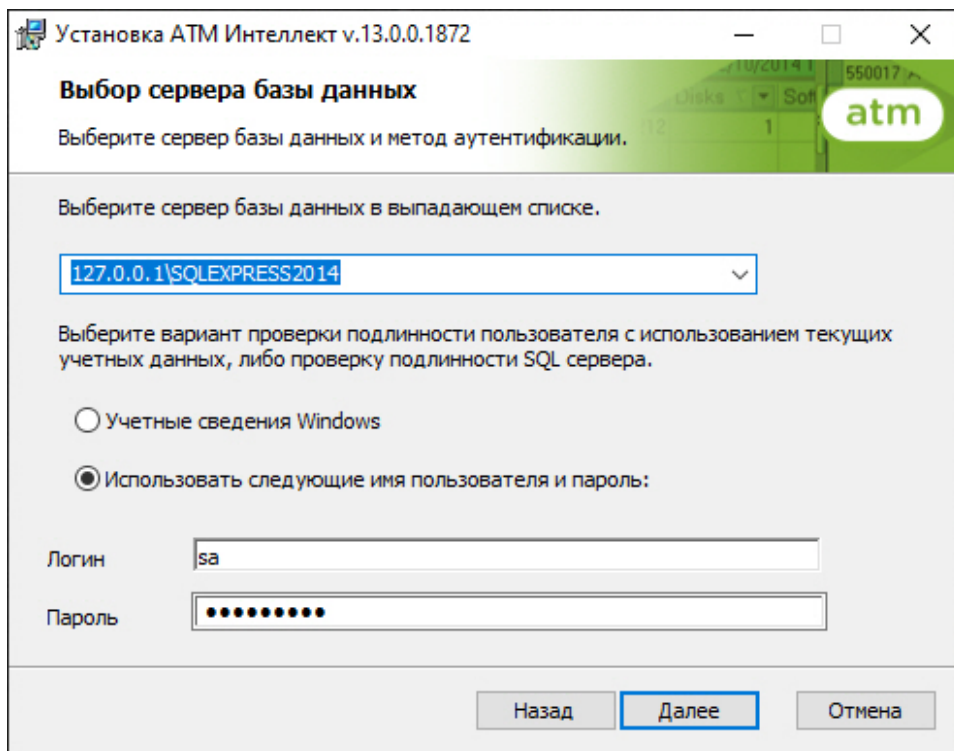 Установка АТМ Интеллект v.13.0.0.1872
Выбор сервера базы данных
Выберите сервер базы данных и метод аутентификации.
Disks
1
550017
atm
Выберите сервер базы данных в выпадающем списке.
127.0.0.1\SQLEXPRESS2014
Выберите вариант проверки подлинности пользователя с использованием текущих
учетных данных, либо проверку подлинности SQL сервера.
Учетные сведения Windows
Использовать следующие имя пользователя и пароль:
Логин
sa
Пароль
Назад
Далее
Отмена